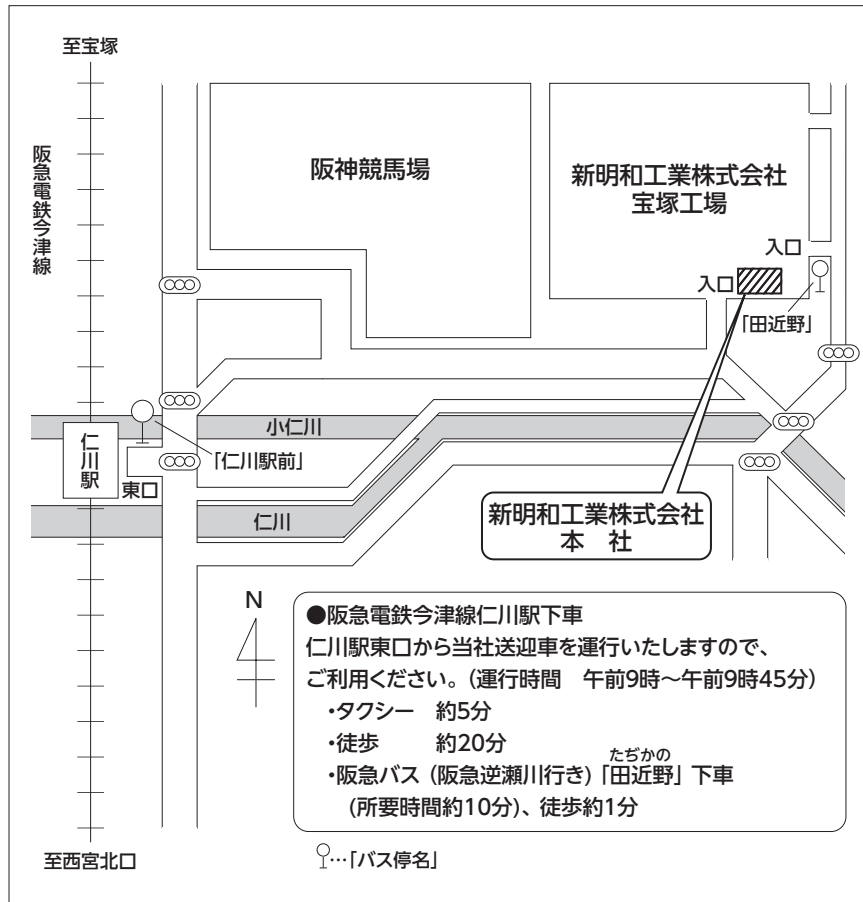 至宝塚
阪急電鉄今津線
阪神競馬場
新明和工業株式会社
宝塚工場
入口
入口
「田近野」
小仁川
仁川駅
「仁川駅前」
東口
仁川
新明和工業株式会社
本　社
N
●阪急電鉄今津線仁川駅下車
仁川駅東口から当社送迎車を運行いたしますので、
ご利用ください。（運行時間　午前9時～午前9時45分）
・タクシー　約5分
・徒歩　　　約20分
たぢかの
・阪急バス（阪急逆瀬川行き）「田近野」下車
(所要時間約10分)、徒歩約1分
至西宮北口
…「バス停名」